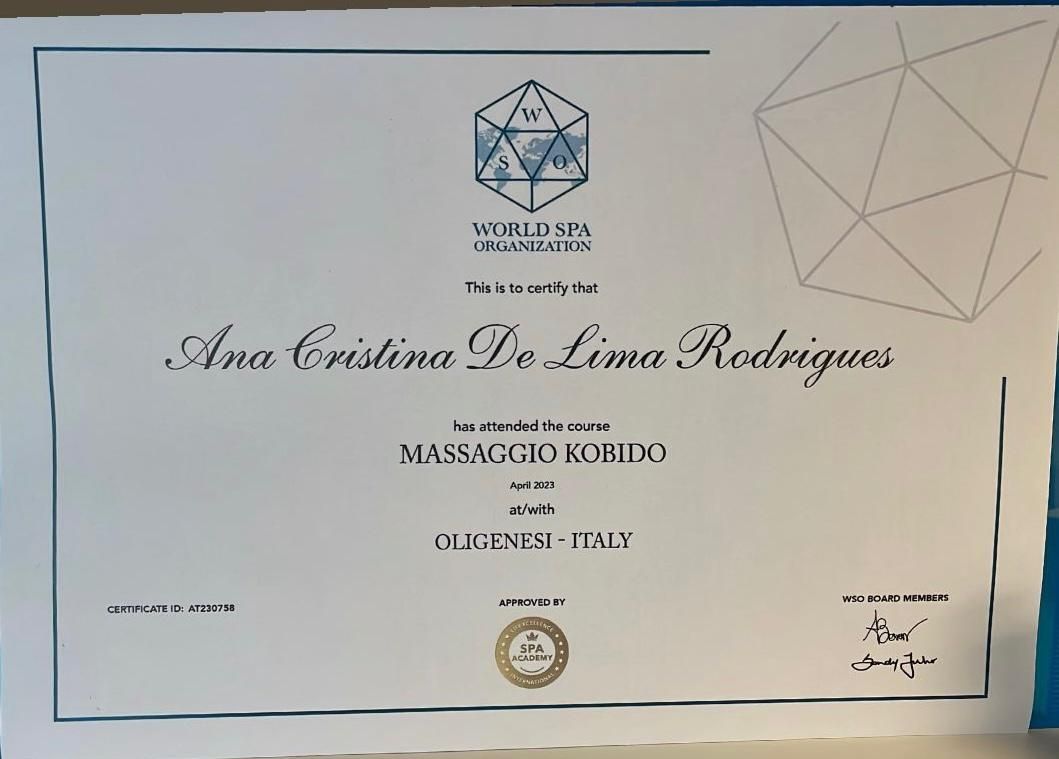 W
S O
WORLD SPA
ORGANIZATION
This is to certify that
Ana Cristina De Lima Rodrigues
has attended the course
MASSAGGIO KOBIDO
April 2023
at/with
OLIGENESI - ITALY
CERTIFICATE ID: AT230758
APPROVED BY
SPA
ACADEMY
INTERNATIONAL
WSO BOARD MEMBERS